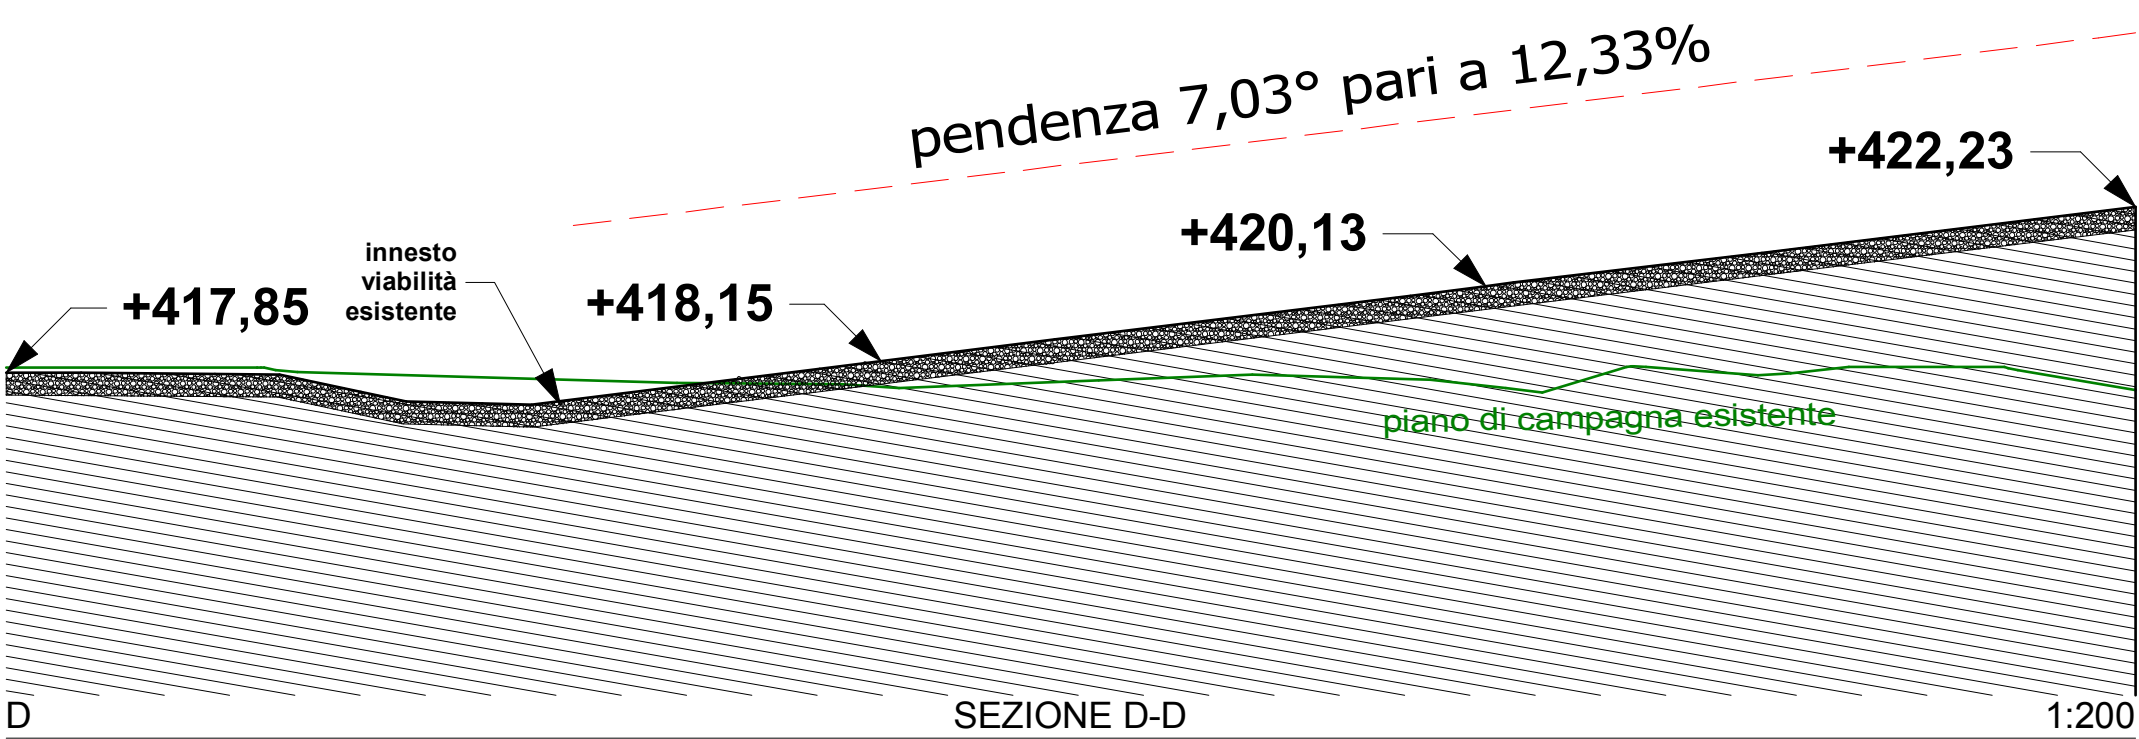 pendenza 7,03° pari a 12,33%
+422,23
+420,13
innesto
viabilità
esistente
+417,85
+418,15
piano di campagna esistente
D
SEZIONE D-D
1:200